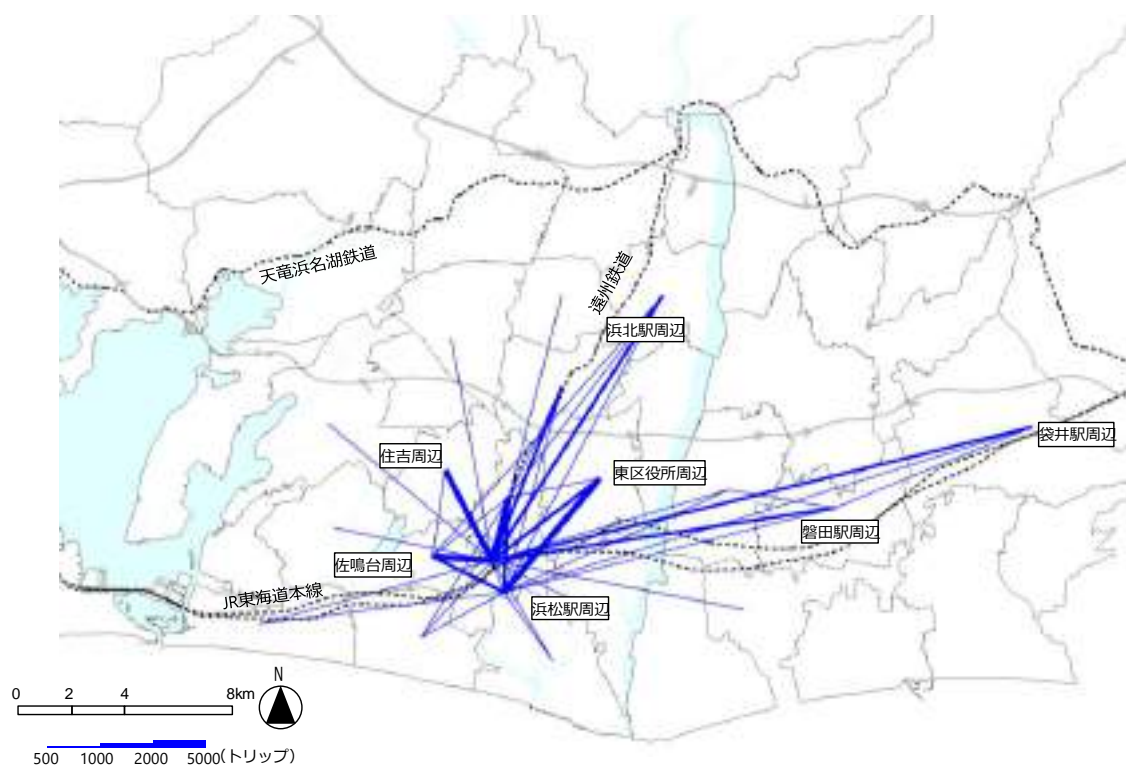 天竜浜名湖鉄道
遠州鉄道
浜北駅周辺
袋井駅周辺
住吉周辺
東区役所周辺
磐田駅周辺
佐鳴台周辺
JR東海道本線
浜松駅周辺
N
0 2 4 8km
500 1000 2000 5000(トリップ)